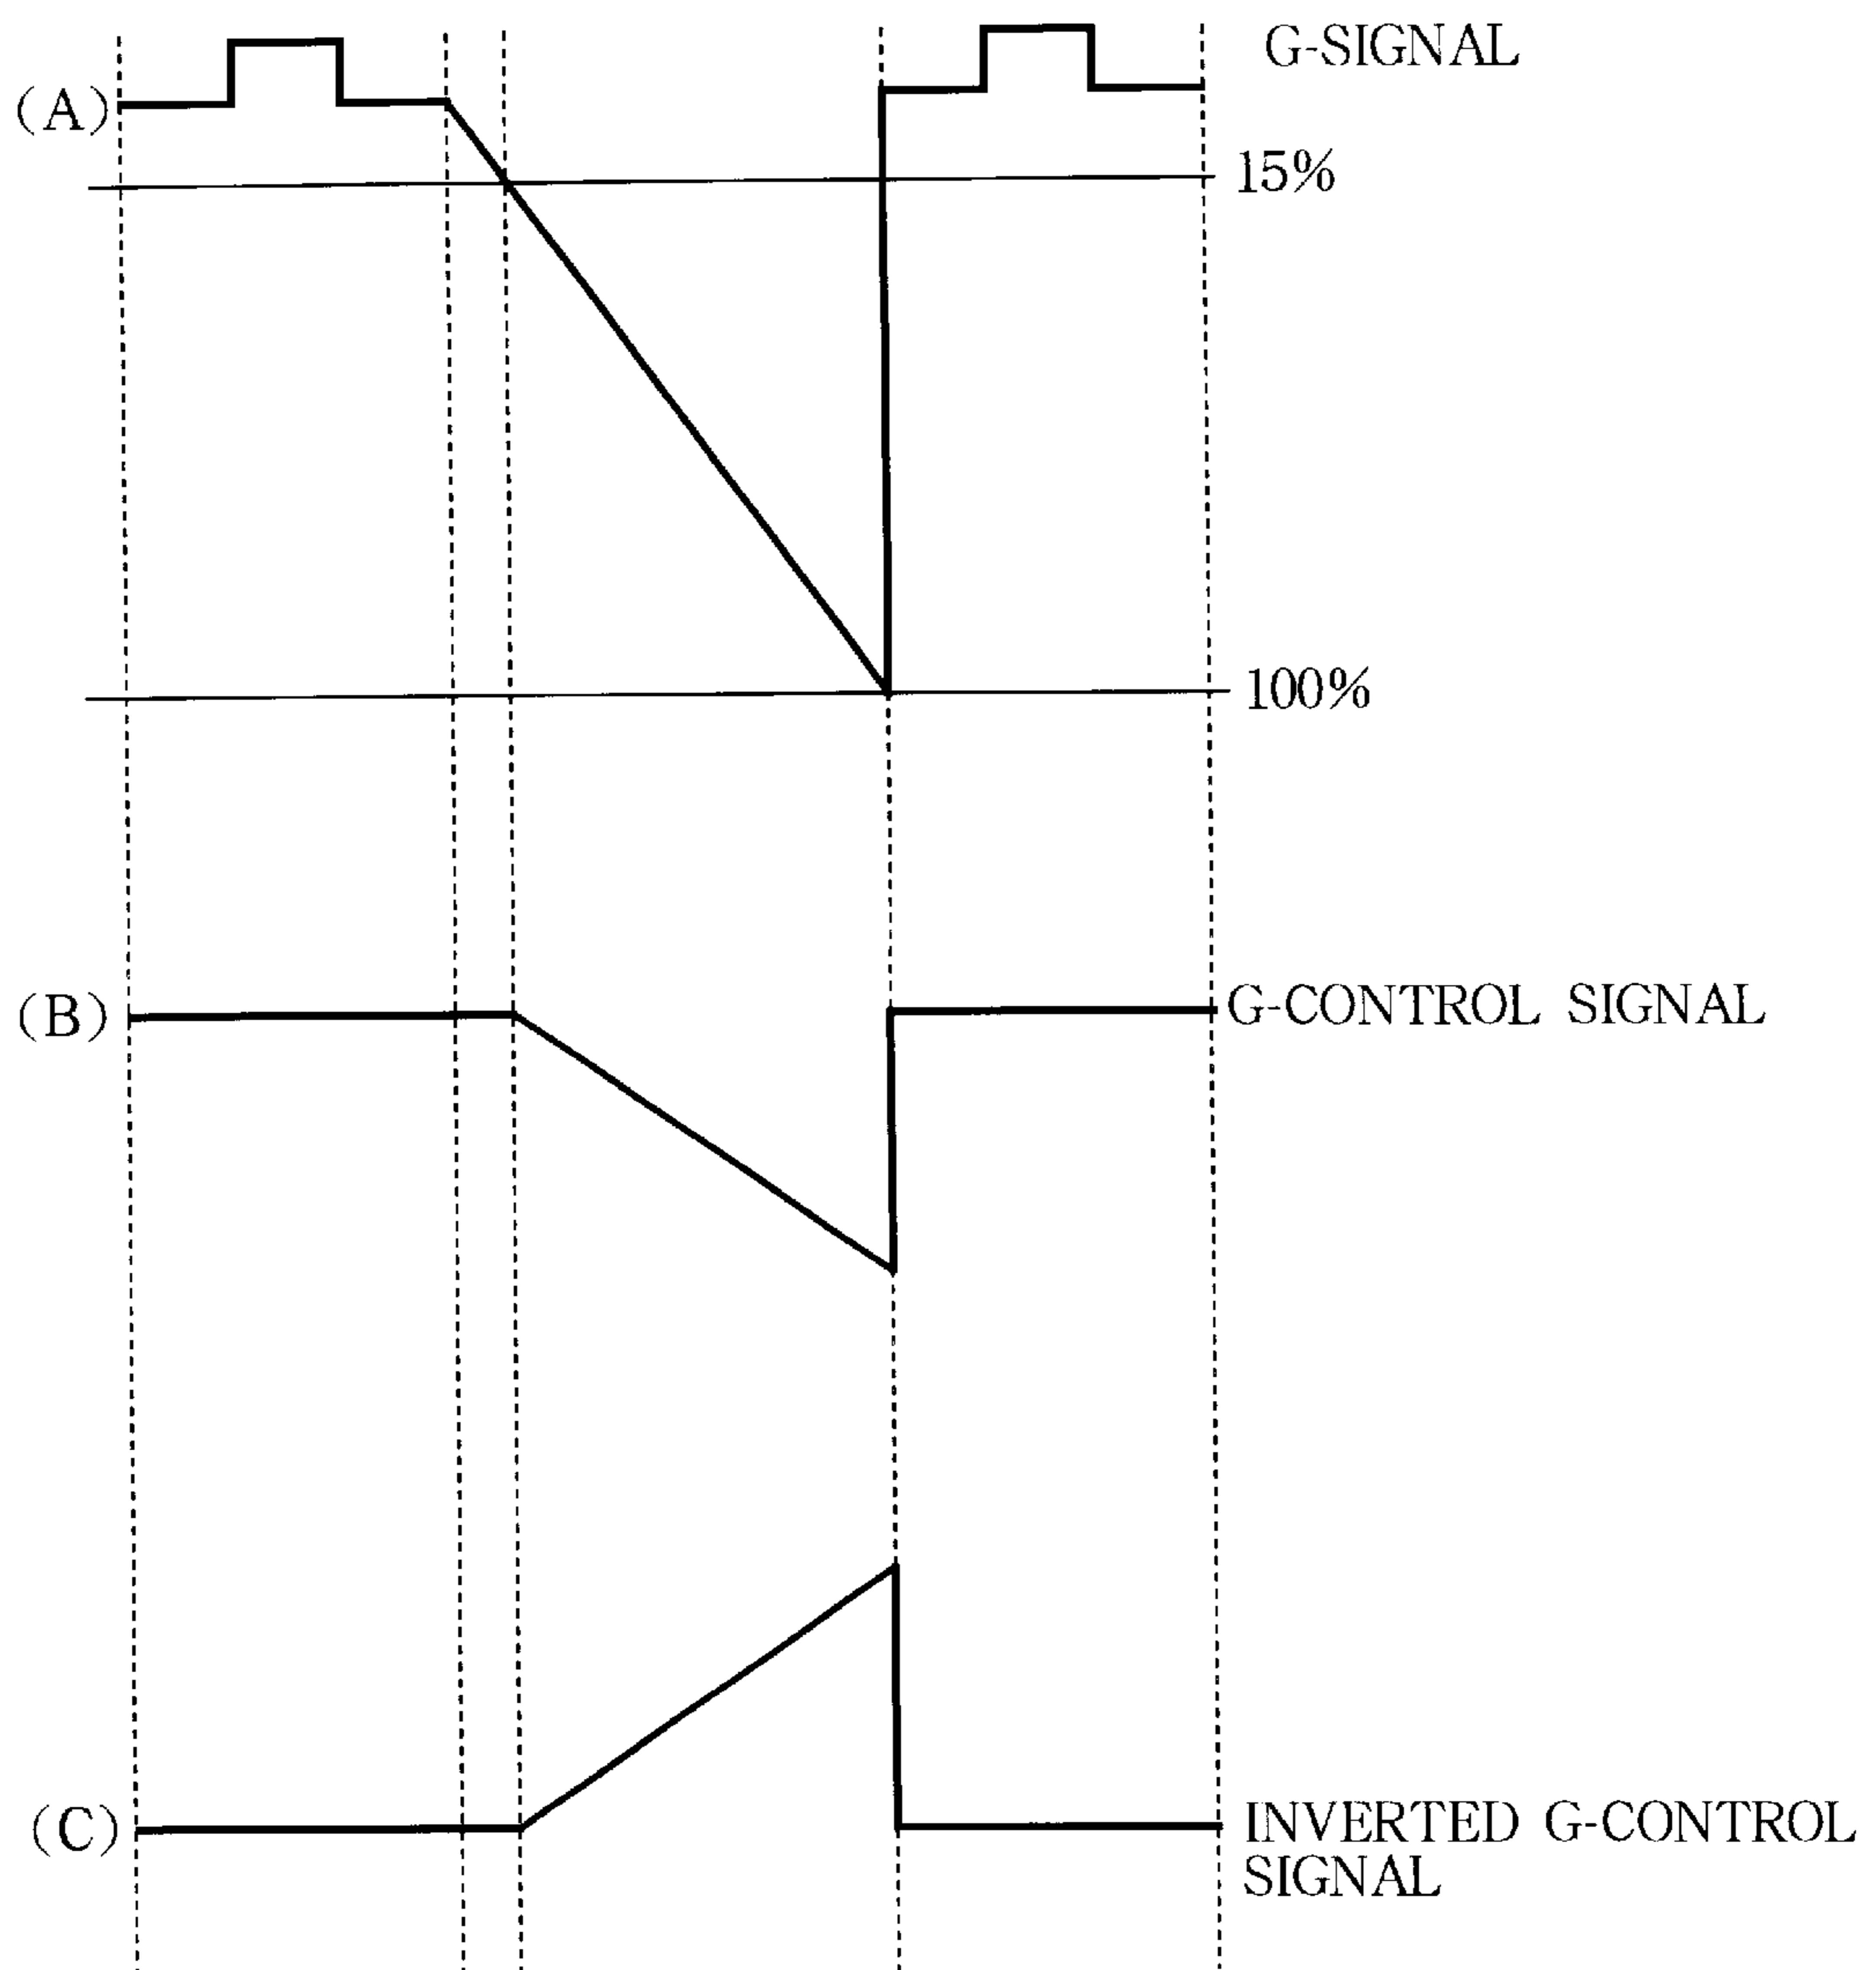 G-SIGNAL
(A)
15%
100%
(B)
G-CONTROL SIGNAL
(C)
INVERTED G-CONTROL
SIGNAL